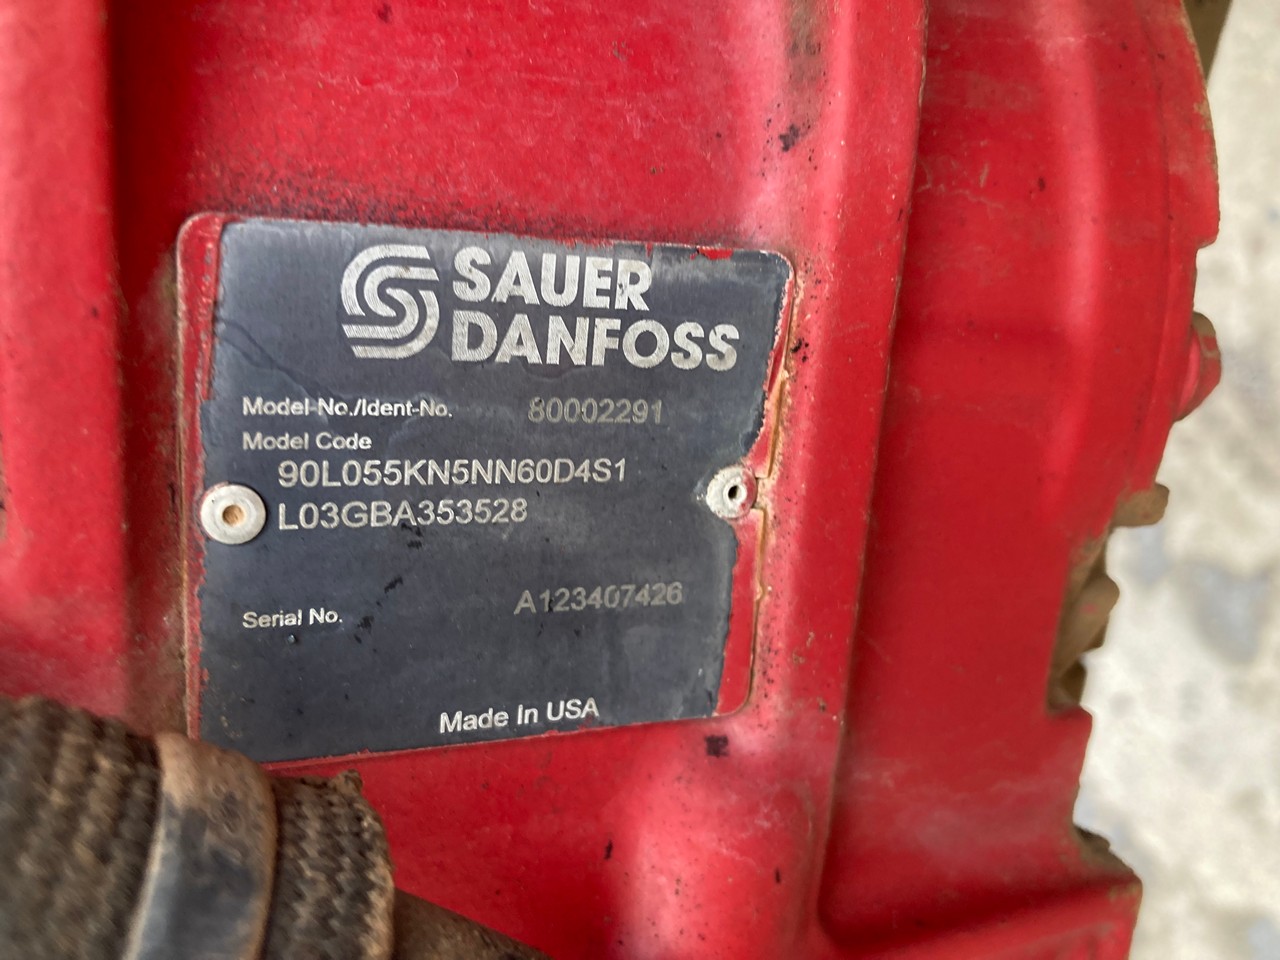 SAUER
DANFOSS
Model-No./Ident-No. 80002291
Model Code
90L055KN5NN60D4S1
L03GBA353528
Serial No. A123407426
Made In USA